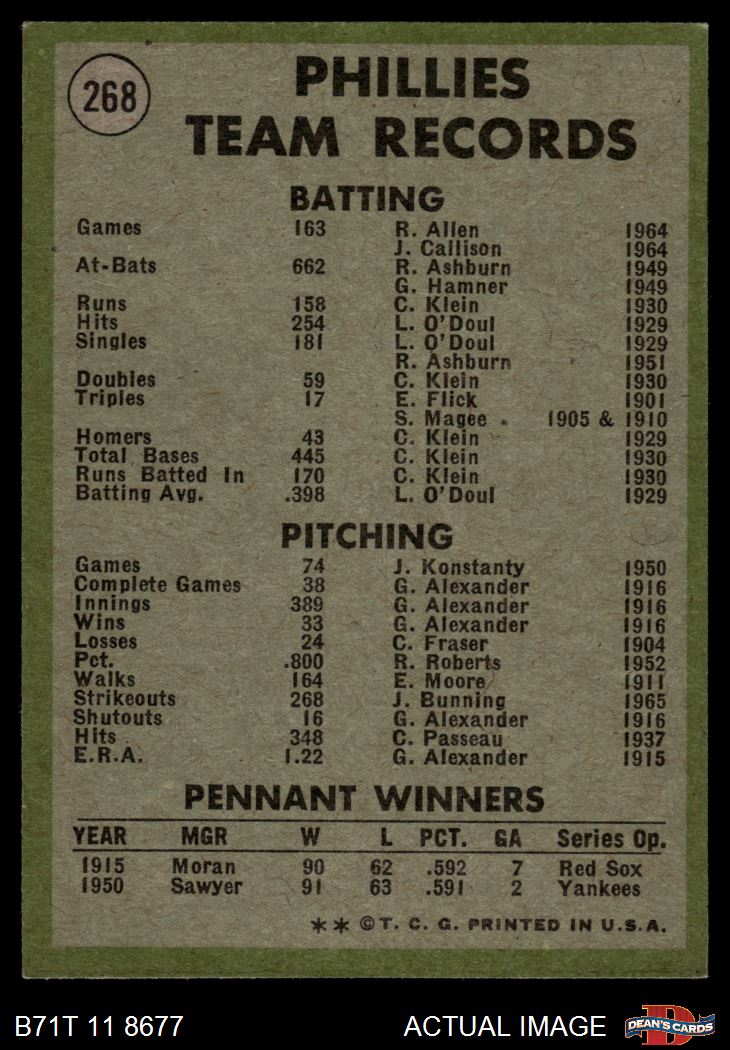 268
PHILLIES
TEAM RECORDS
BATTING
Games 163 R. Allen 1964
J. Callison 1964
At-Bats 662 R. Ashburn 1949
G. Hamner 1949
Runs 158 C. Klein 1930
Hits 254 L. O'Doul 1929
Singles 181 L. O'Doul 1929
R. Ashburn 1951
Doubles 59 C. Klein 1930
Triples 17 E. Flick 1901
S. Magee 1905 & 1910
Homers 43 C. Klein 1929
Total Bases 445 C. Klein 1930
Runs Batted In 170 C. Klein 1930
Batting Avg. .398 L. O'Doul 1929
PITCHING
Games 74 J. Konstanty 1950
Complete Games 38 G. Alexander 1916
Innings 389 G. Alexander 1916
Wins 33 G. Alexander 1916
Losses 24 C. Fraser 1904
Pct. .800 R. Roberts 1952
Walks 164 E. Moore 1911
Strikeouts 268 J. Bunning 1965
Shutouts 16 G. Alexander 1916
Hits 348 C. Passeau 1937
E.R.A. 1.22 G. Alexander 1915
PENNANT WINNERS
YEAR MGR W L PCT. GA Series Op.
1915 Moran 90 62 .592 7 Red Sox
1950 Sawyer 91 63 .591 2 Yankees
** © T. C. G. PRINTED IN U.S.A.
B71T 11 8677 ACTUAL IMAGE D DEAN'S CARDS